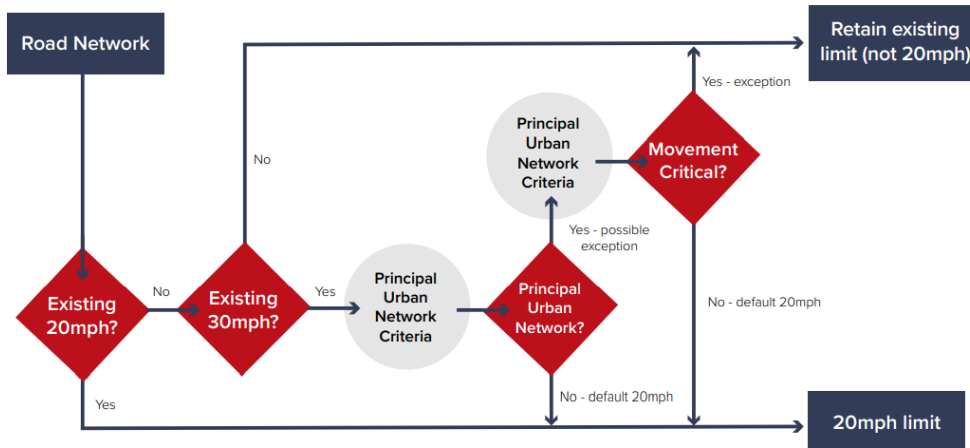 Road Network
Retain existing
limit (not 20mph)
Yes - exception
Principal
Urban
Network
Criteria
Movement
Critical?
No
Yes - possible
exception
Existing
20mph?
No
Existing
30mph?
Yes
Principal
Urban
Network
Criteria
Principal
Urban
Network?
No - default 20mph
Yes
No - default 20mph
20mph limit